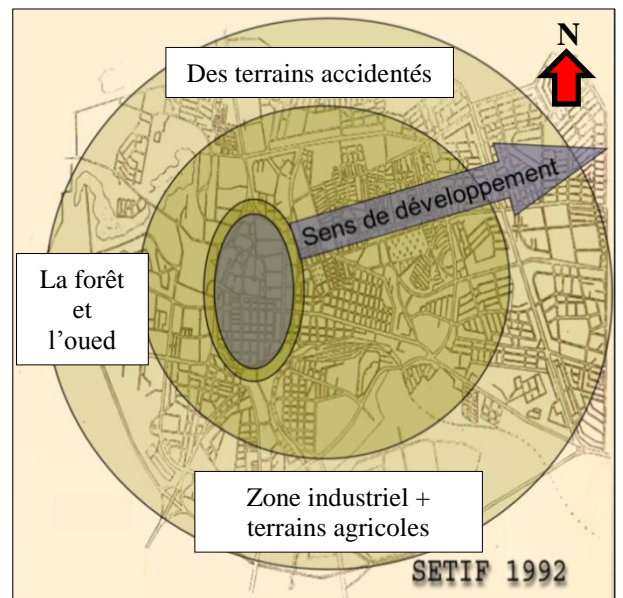 N
Des terrains accidentés
Sens de développement
La forêt
et
l’oued
Zone industriel +
terrains agricoles
SETIF 1992